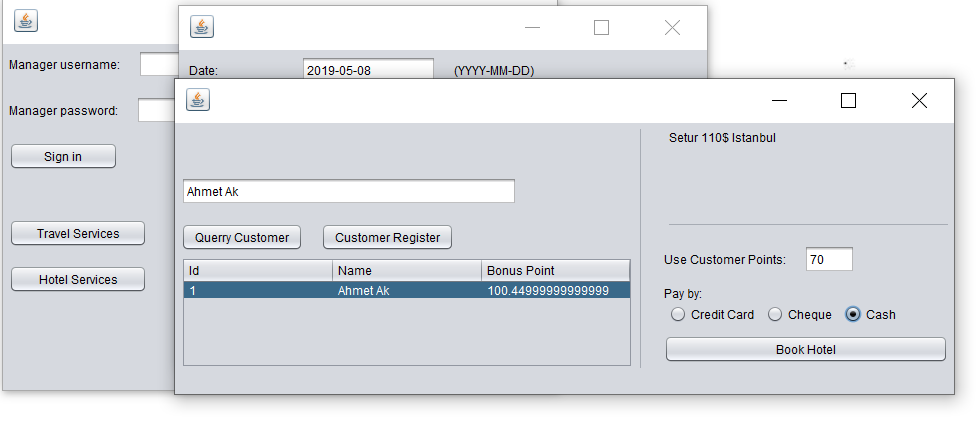 Manager username:
Manager password:
Sign in
Travel Services
Hotel Services
Date: 2019-05-08 (YYYY-MM-DD)
Ahmet Ak
Querry Customer Customer Register
Id Name Bonus Point
1 Ahmet Ak 100.44999999999999
Setur 110$ Istanbul
Use Customer Points: 70
Pay by:
Credit Card Cheque Cash
Book Hotel